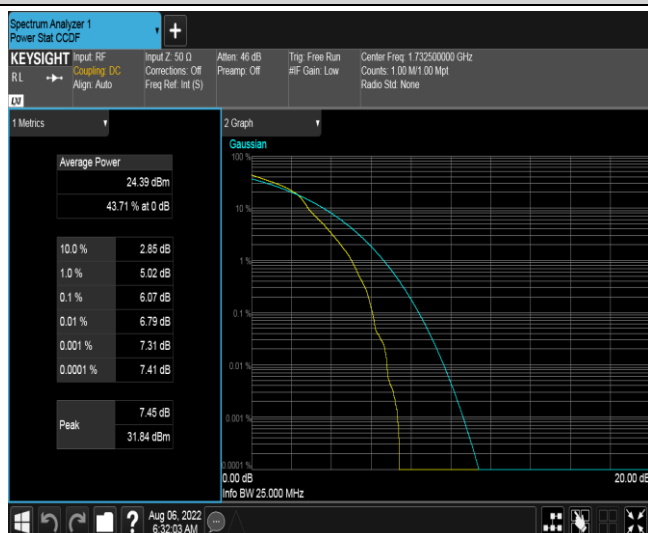 Spectrum Analyzer 1
Power Stat CCDF
+
KEYSIGHT
RL
LXI
Input: RF
Coupling: DC
Align: Auto
Input Z: 50 Ω
Corrections: Off
Freq Ref: Int (S)
Atten: 46 dB
Preamp: Off
Trig: Free Run
#IF Gain: Low
Center Freq: 1.732500000 GHz
Counts: 1.00 M/1.00 Mpt
Radio Std: None
1 Metrics
Average Power
24.39 dBm
43.71 % at 0 dB
10.0 % 2.85 dB
1.0 % 5.02 dB
0.1 % 6.07 dB
0.01 % 6.79 dB
0.001 % 7.31 dB
0.0001 % 7.41 dB
Peak
7.45 dB
31.84 dBm
2 Graph
Gaussian
100 %
10 %
1 %
0.1 %
0.01 %
0.001 %
0.0001 %
0.00 dB
20.00 dB
Info BW 25.000 MHz
?
Aug 06, 2022
6:32:03 AM